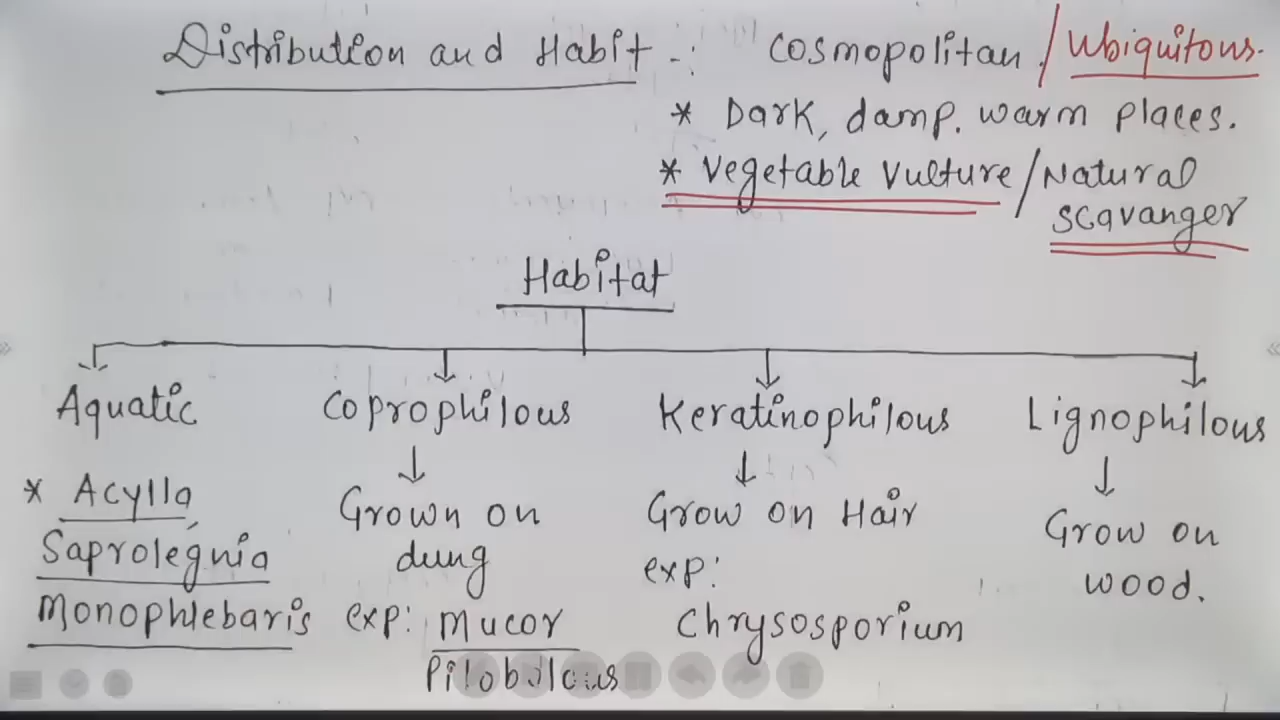 Distribution and Habit -: Cosmopolitan / Ubiquitous.
* Dark, damp. warm places.
* Vegetable Vulture / Natural
scavanger
Habitat
Aquatic Coprophilous Keratinophilous Lignophilous
* Acylla
Saprolegnia
Monophlebaris
Grown on
dung
exp: Mucor
Pilobolous
Grow on Hair
exp:
Chrysosporium
Grow on
wood.